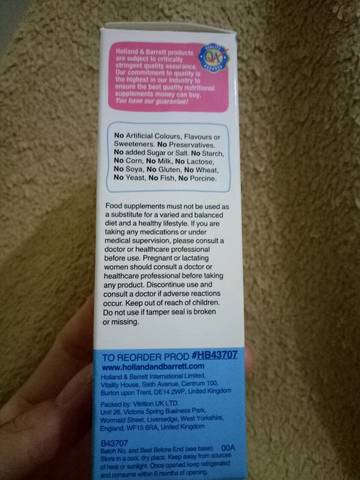 Holland & Barrett products
are subject to critically
stringent quality assurance.
Our commitment to quality is
the highest in our industry to
ensure the best quality nutritional
supplements money can buy.
You have our guarantee!
No Artificial Colours, Flavours or
Sweeteners. No Preservatives.
No added Sugar or Salt. No Starch,
No Corn, No Milk, No Lactose,
No Soya, No Gluten, No Wheat,
No Yeast, No Fish, No Porcine.
Food supplements must not be used as
a substitute for a varied and balanced
diet and a healthy lifestyle. If you are
taking any medications or under
medical supervision, please consult a
doctor or healthcare professional
before use. Pregnant or lactating
women should consult a doctor or
healthcare professional before taking
any product. Discontinue use and
consult a doctor if adverse reactions
occur. Keep out of reach of children.
Do not use if tamper seal is broken
or missing.
TO REORDER PROD #HB43707
www.hollandandbarrett.com
Holland & Barrett International Limited,
Vitality House, Sixth Avenue, Centrum 100,
Burton upon Trent, DE14 2WP, United Kingdom
Packed by: Vitrition UK LTD.
Unit 26, Victoria Spring Business Park,
Wormald Street, Liversedge, West Yorkshire,
England, WF15 6RA, United Kingdom
B43707 00A
Batch No. and Best Before End (see base)
Store in a cool, dry place. Keep away from sources
of heat or sunlight. Once opened keep refrigerated
and consume within 6 months of opening.